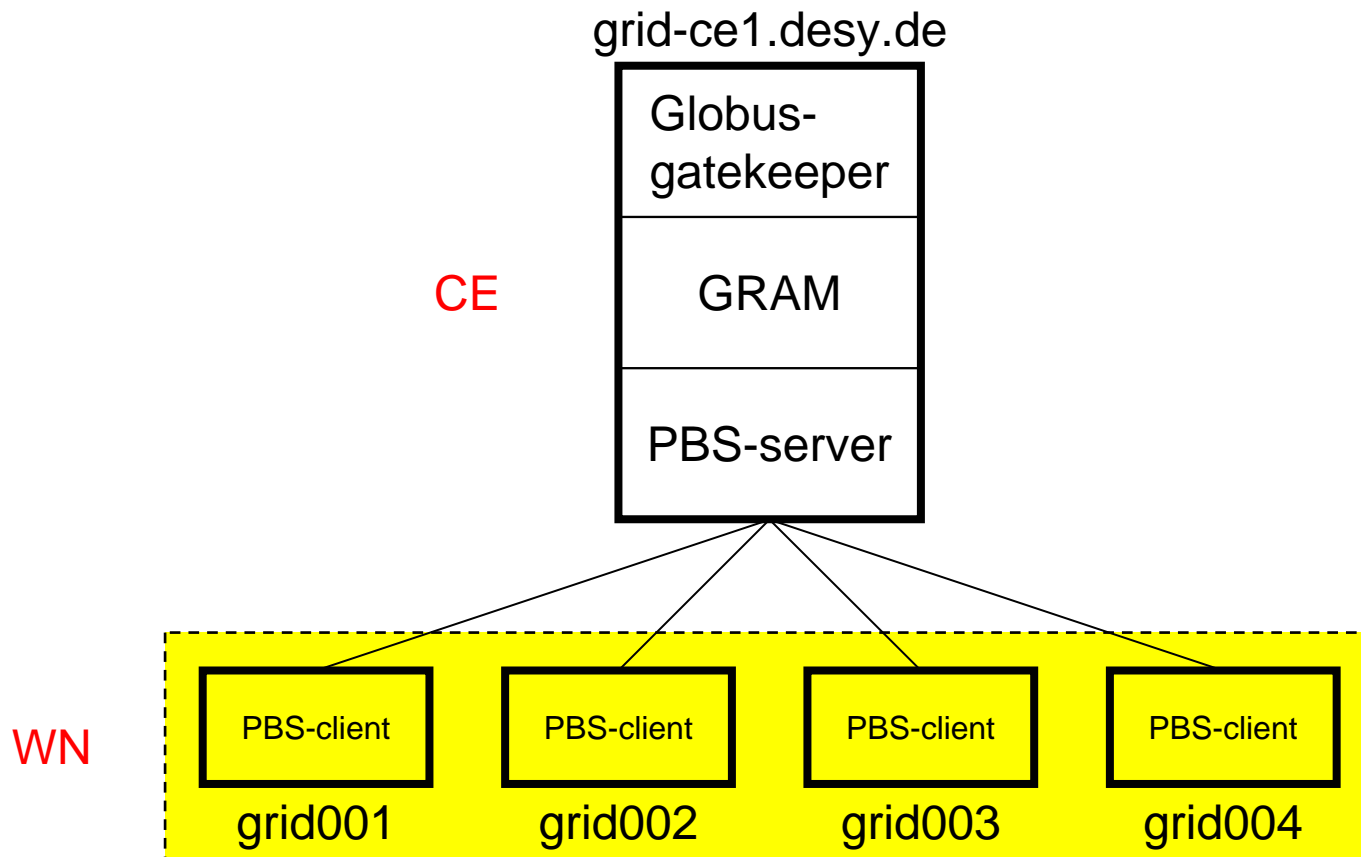 grid-ce1.desy.de
Globus-
gatekeeper
CE
GRAM
PBS-server
WN
PBS-client
PBS-client
PBS-client
PBS-client
grid001
grid002
grid003
grid004